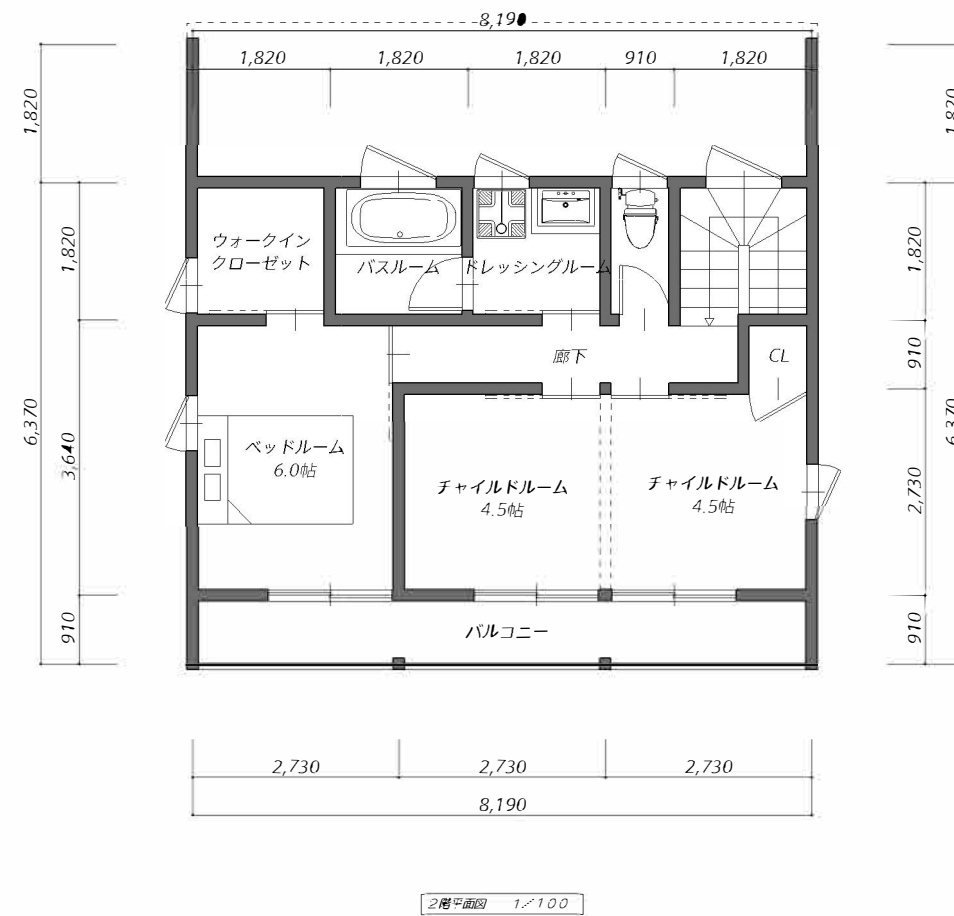 8,190
1,820 1,820 1,820 910 1,820
1,820
1,820
1,820
1,820
ウォークイン
クローゼット
バスルーム
ドレッシングルーム
廊下
CL
910
910
6,370
3,640
6,370
2,730
ベッドルーム
6.0帖
チャイルドルーム
4.5帖
チャイルドルーム
4.5帖
バルコニー
910
910
2,730 2,730 2,730
8,190
2階平面図 1/100